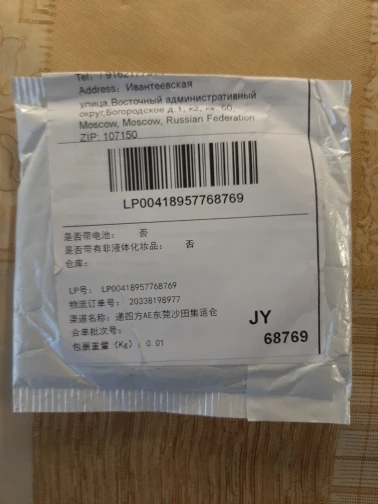 Address: Ивантеевская
улица,Восточный административный
округ,Богородское д.1, к2, кв. 60,
Moscow, Moscow, Russian Federation
ZIP: 107150
LP00418957768769
是否带电池： 否
是否带有非液体化妆品： 否
仓库：
LP号： LP00418957768769
物流订单号： 20338198977
渠道名称：递四方AE东莞沙田集运仓
合单批次号：
包裹重量（Kg）：0.01
JY
68769